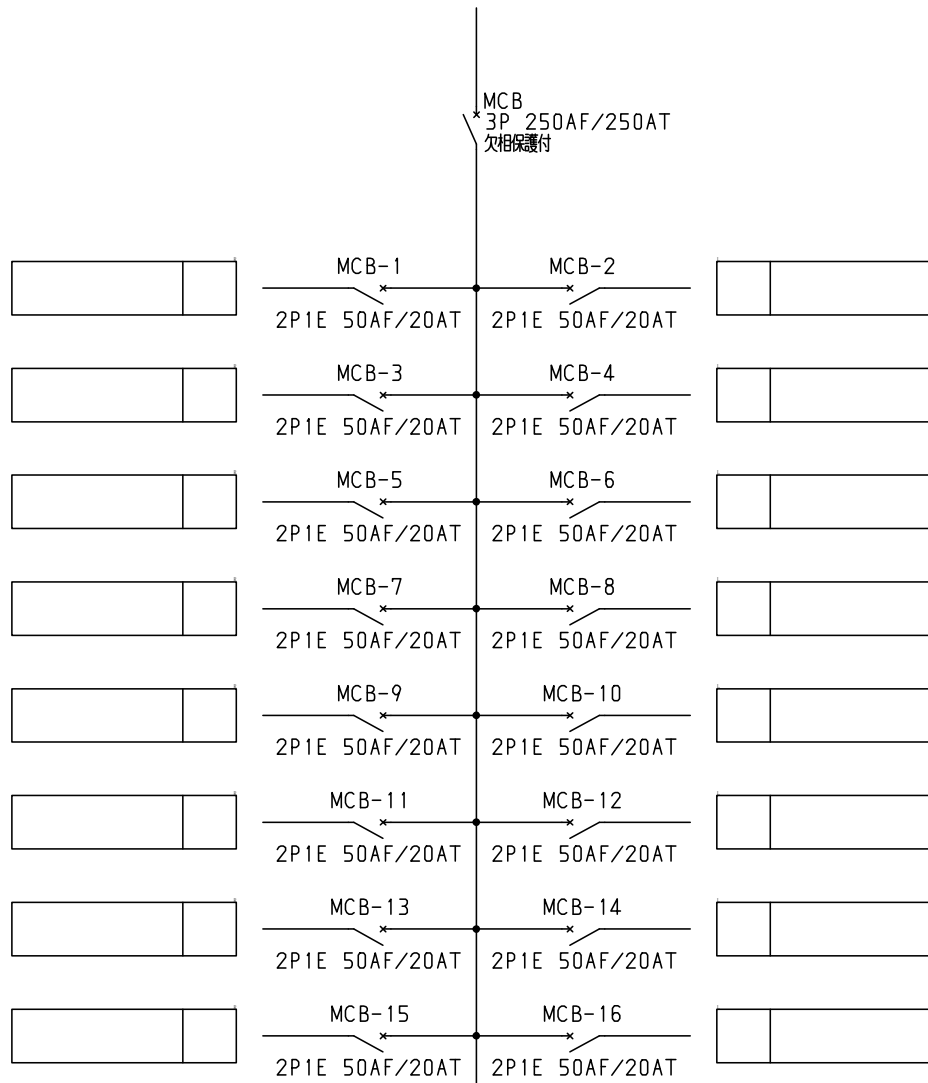 MCB
3P 250AF/250AT
欠相保護付
MCB-1 MCB-2
2P1E 50AF/20AT 2P1E 50AF/20AT
MCB-3 MCB-4
2P1E 50AF/20AT 2P1E 50AF/20AT
MCB-5 MCB-6
2P1E 50AF/20AT 2P1E 50AF/20AT
MCB-7 MCB-8
2P1E 50AF/20AT 2P1E 50AF/20AT
MCB-9 MCB-10
2P1E 50AF/20AT 2P1E 50AF/20AT
MCB-11 MCB-12
2P1E 50AF/20AT 2P1E 50AF/20AT
MCB-13 MCB-14
2P1E 50AF/20AT 2P1E 50AF/20AT
MCB-15 MCB-16
2P1E 50AF/20AT 2P1E 50AF/20AT